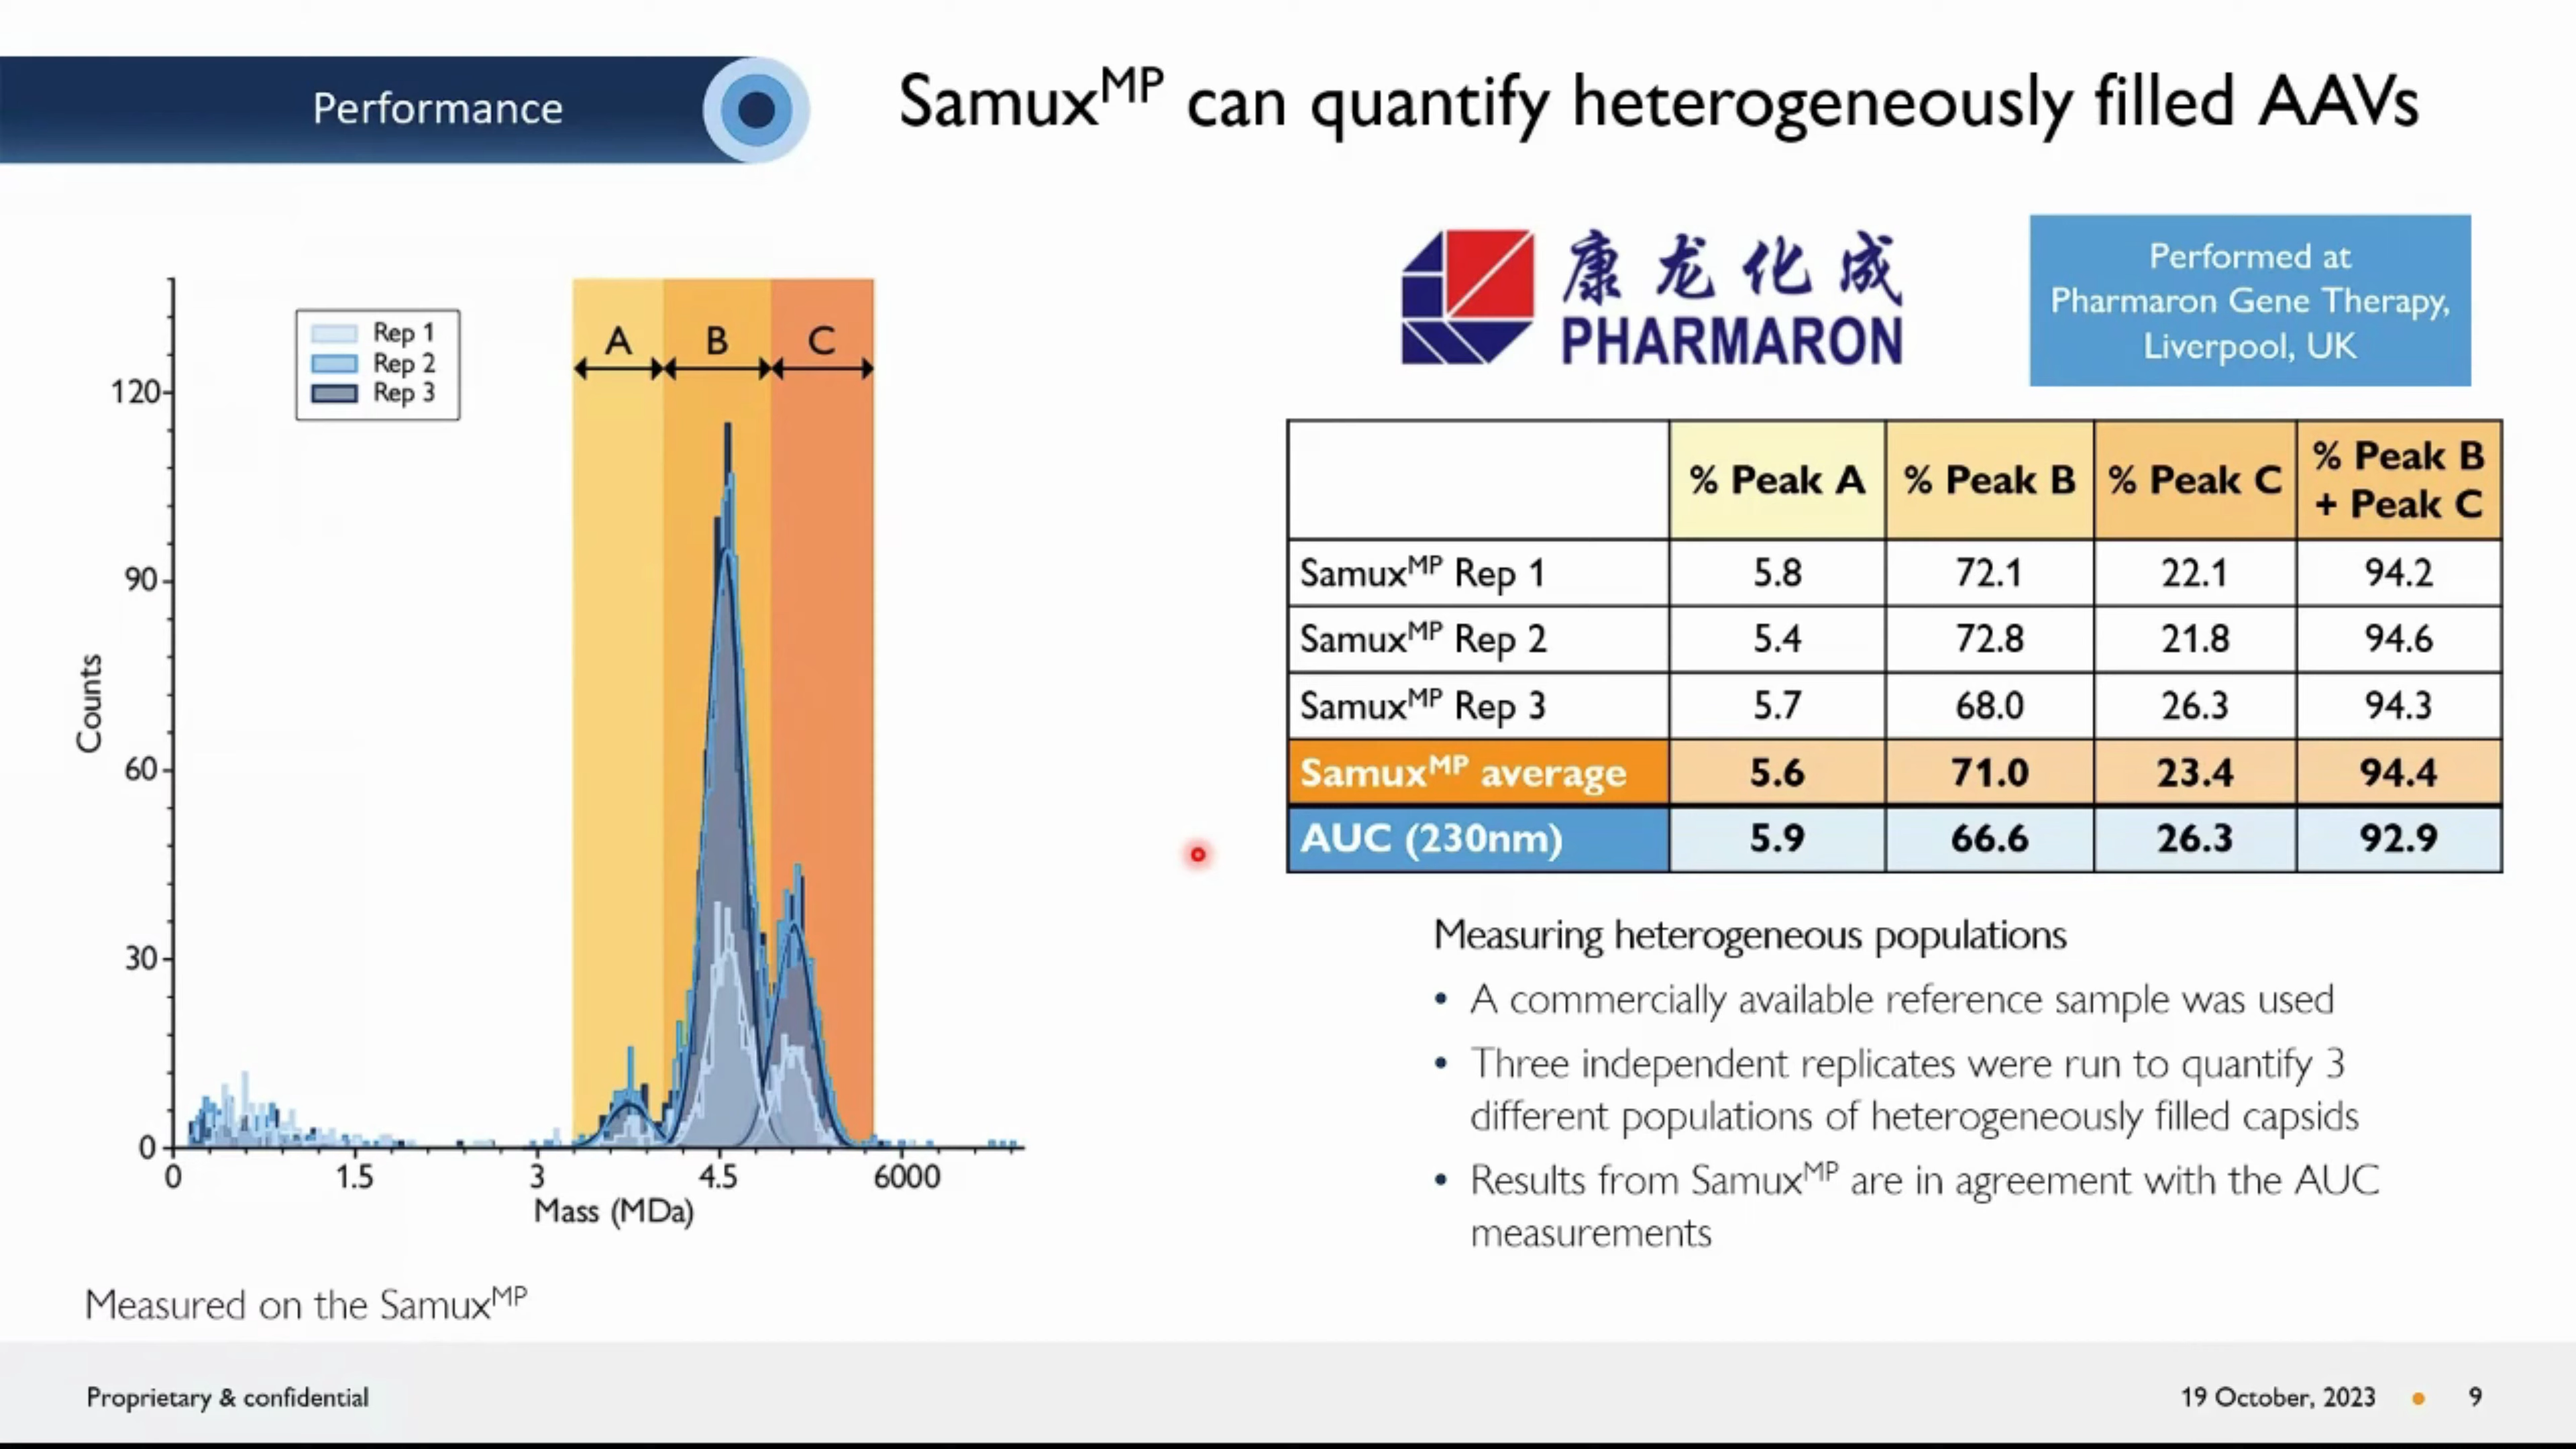 Performance
Samux^MP can quantify heterogeneously filled AAVs
康龙化成
PHARMARON
Performed at
Pharmaron Gene Therapy,
Liverpool, UK
Rep 1
Rep 2
Rep 3
A B C
120
90
60
30
0
Counts
0 1.5 3 4.5 6000
Mass (MDa)
Measured on the Samux^MP
% Peak A % Peak B % Peak C % Peak B
+ Peak C
Samux^MP Rep 1 5.8 72.1 22.1 94.2
Samux^MP Rep 2 5.4 72.8 21.8 94.6
Samux^MP Rep 3 5.7 68.0 26.3 94.3
Samux^MP average 5.6 71.0 23.4 94.4
AUC (230nm) 5.9 66.6 26.3 92.9
Measuring heterogeneous populations
• A commercially available reference sample was used
• Three independent replicates were run to quantify 3
different populations of heterogeneously filled capsids
• Results from Samux^MP are in agreement with the AUC
measurements
Proprietary & confidential
19 October, 2023 • 9